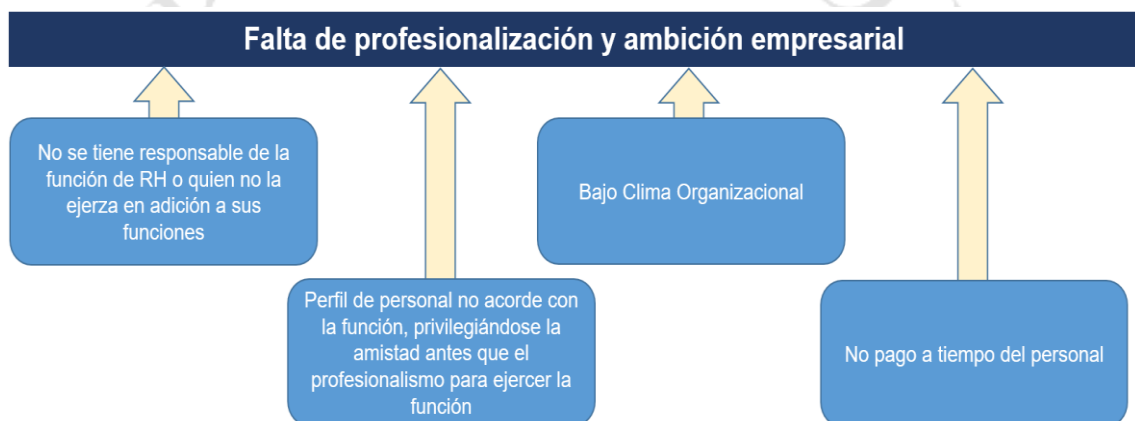 Falta de profesionalización y ambición empresarial
No se tiene responsable de la
función de RH o quien no la
ejerza en adición a sus
funciones
Perfil de personal no acorde con
la función, privilegiándose la
amistad antes que el
profesionalismo para ejercer la
función
Bajo Clima Organizacional
No pago a tiempo del personal